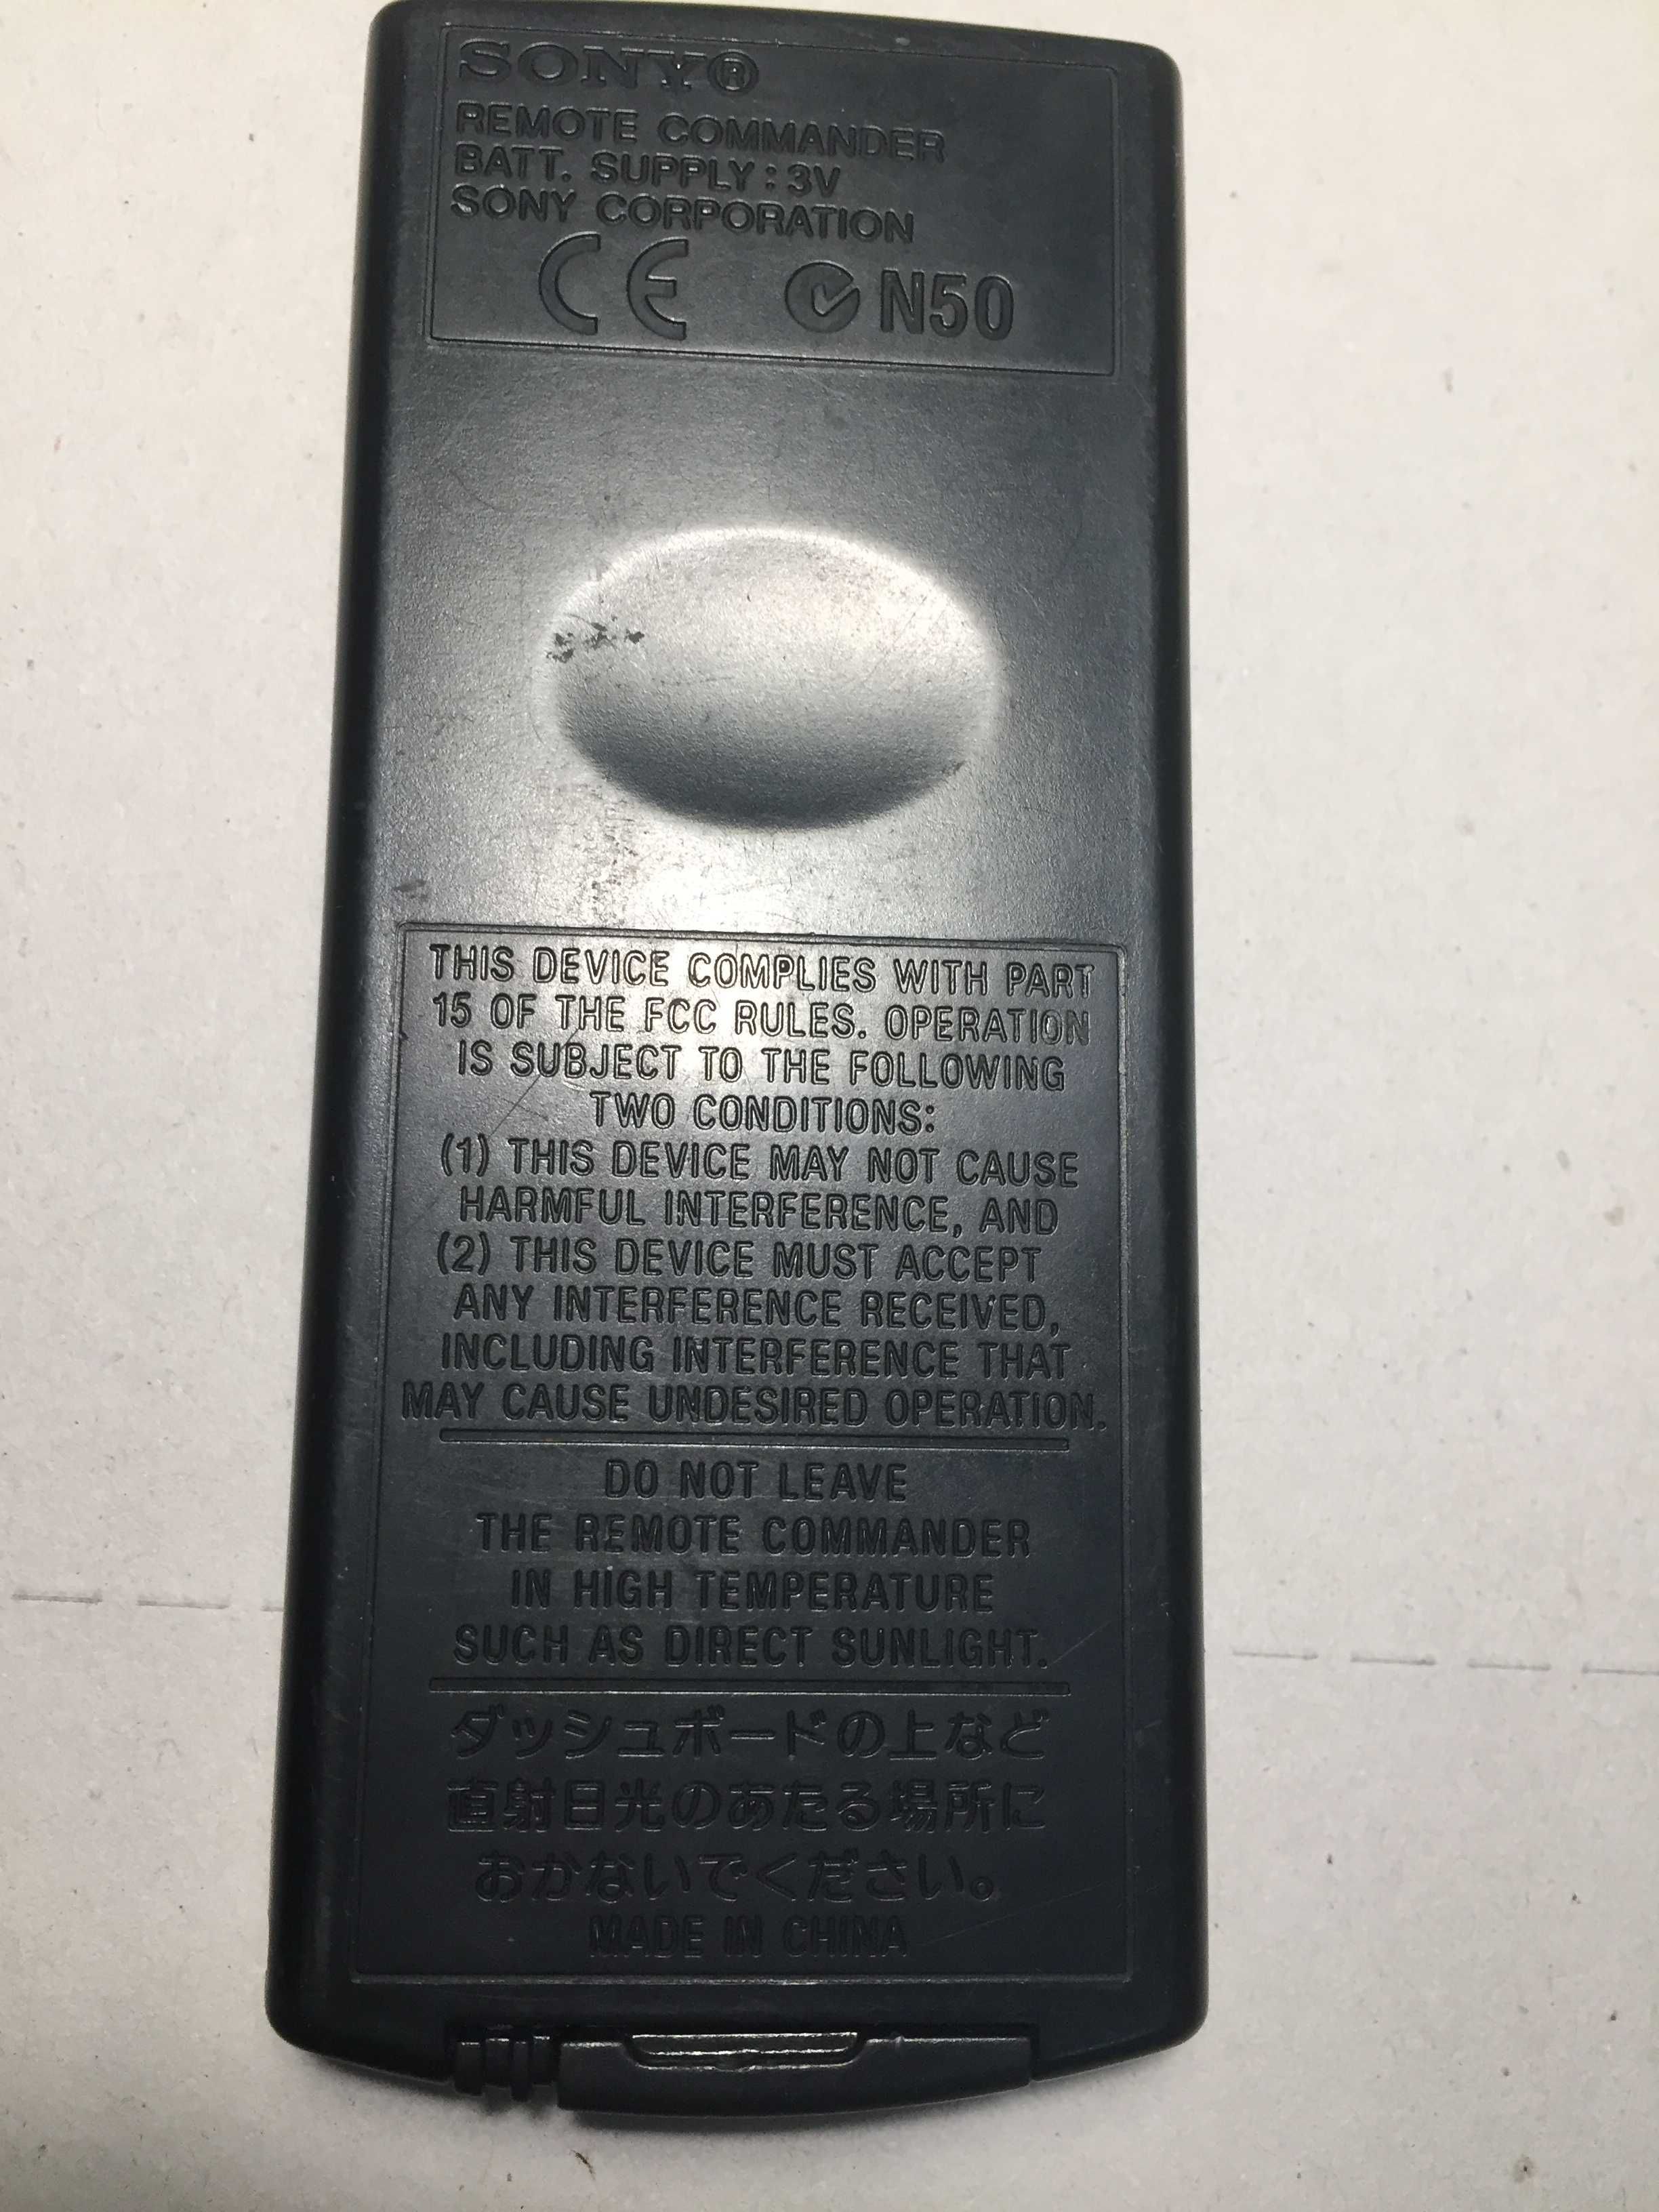 SONY®
REMOTE COMMANDER
BATT. SUPPLY : 3V
SONY CORPORATION
CE N50
THIS DEVICE COMPLIES WITH PART
15 OF THE FCC RULES. OPERATION
IS SUBJECT TO THE FOLLOWING
TWO CONDITIONS:
(1) THIS DEVICE MAY NOT CAUSE
HARMFUL INTERFERENCE, AND
(2) THIS DEVICE MUST ACCEPT
ANY INTERFERENCE RECEIVED,
INCLUDING INTERFERENCE THAT
MAY CAUSE UNDESIRED OPERATION.
DO NOT LEAVE
THE REMOTE COMMANDER
IN HIGH TEMPERATURE
SUCH AS DIRECT SUNLIGHT.
ダッシュボードの上など
直射日光のあたる場所に
おかないでください。
MADE IN CHINA